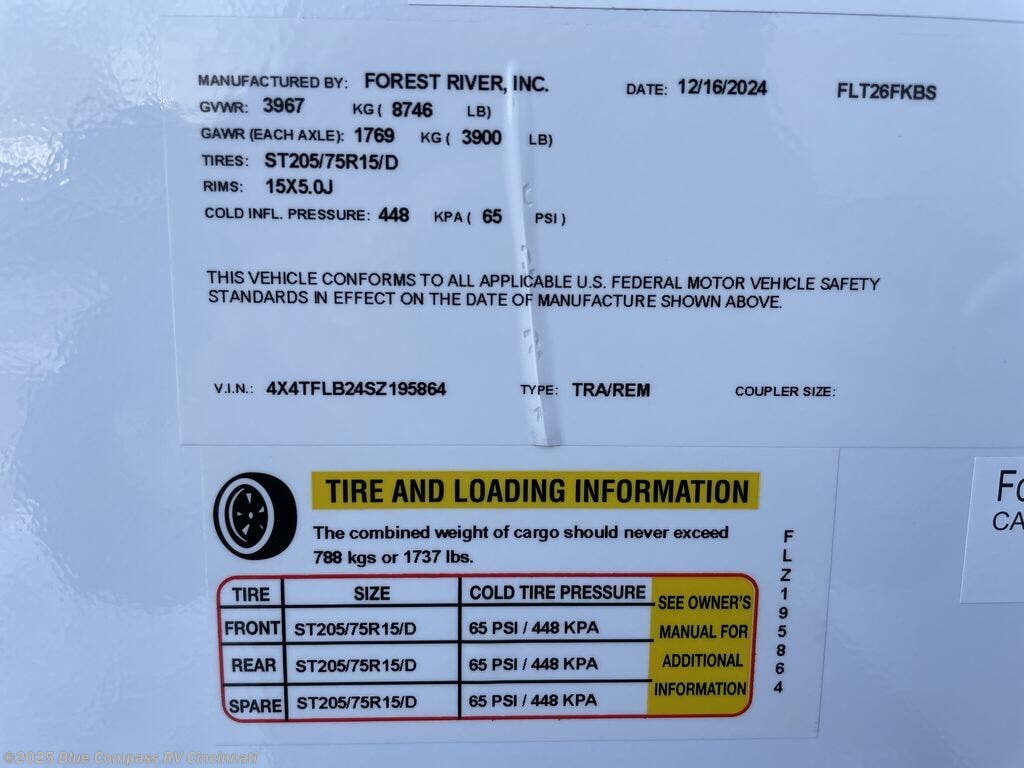 MANUFACTURED BY: FOREST RIVER, INC. DATE: 12/16/2024 FLT26FKBS
GVWR: 3967 KG ( 8746 LB)
GAWR (EACH AXLE): 1769 KG ( 3900 LB)
TIRES: ST205/75R15/D
RIMS: 15X5.0J
COLD INFL. PRESSURE: 448 KPA ( 65 PSI )
THIS VEHICLE CONFORMS TO ALL APPLICABLE U.S. FEDERAL MOTOR VEHICLE SAFETY
STANDARDS IN EFFECT ON THE DATE OF MANUFACTURE SHOWN ABOVE.
V.I.N.: 4X4TFLB24SZ195864 TYPE: TRA/REM COUPLER SIZE:
TIRE AND LOADING INFORMATION
The combined weight of cargo should never exceed
788 kgs or 1737 lbs.
TIRE SIZE COLD TIRE PRESSURE
FRONT ST205/75R15/D 65 PSI / 448 KPA
REAR ST205/75R15/D 65 PSI / 448 KPA
SPARE ST205/75R15/D 65 PSI / 448 KPA
SEE OWNER'S
MANUAL FOR
ADDITIONAL
INFORMATION
FLZ195864
©2025 Blue Compass RV Cincinnati